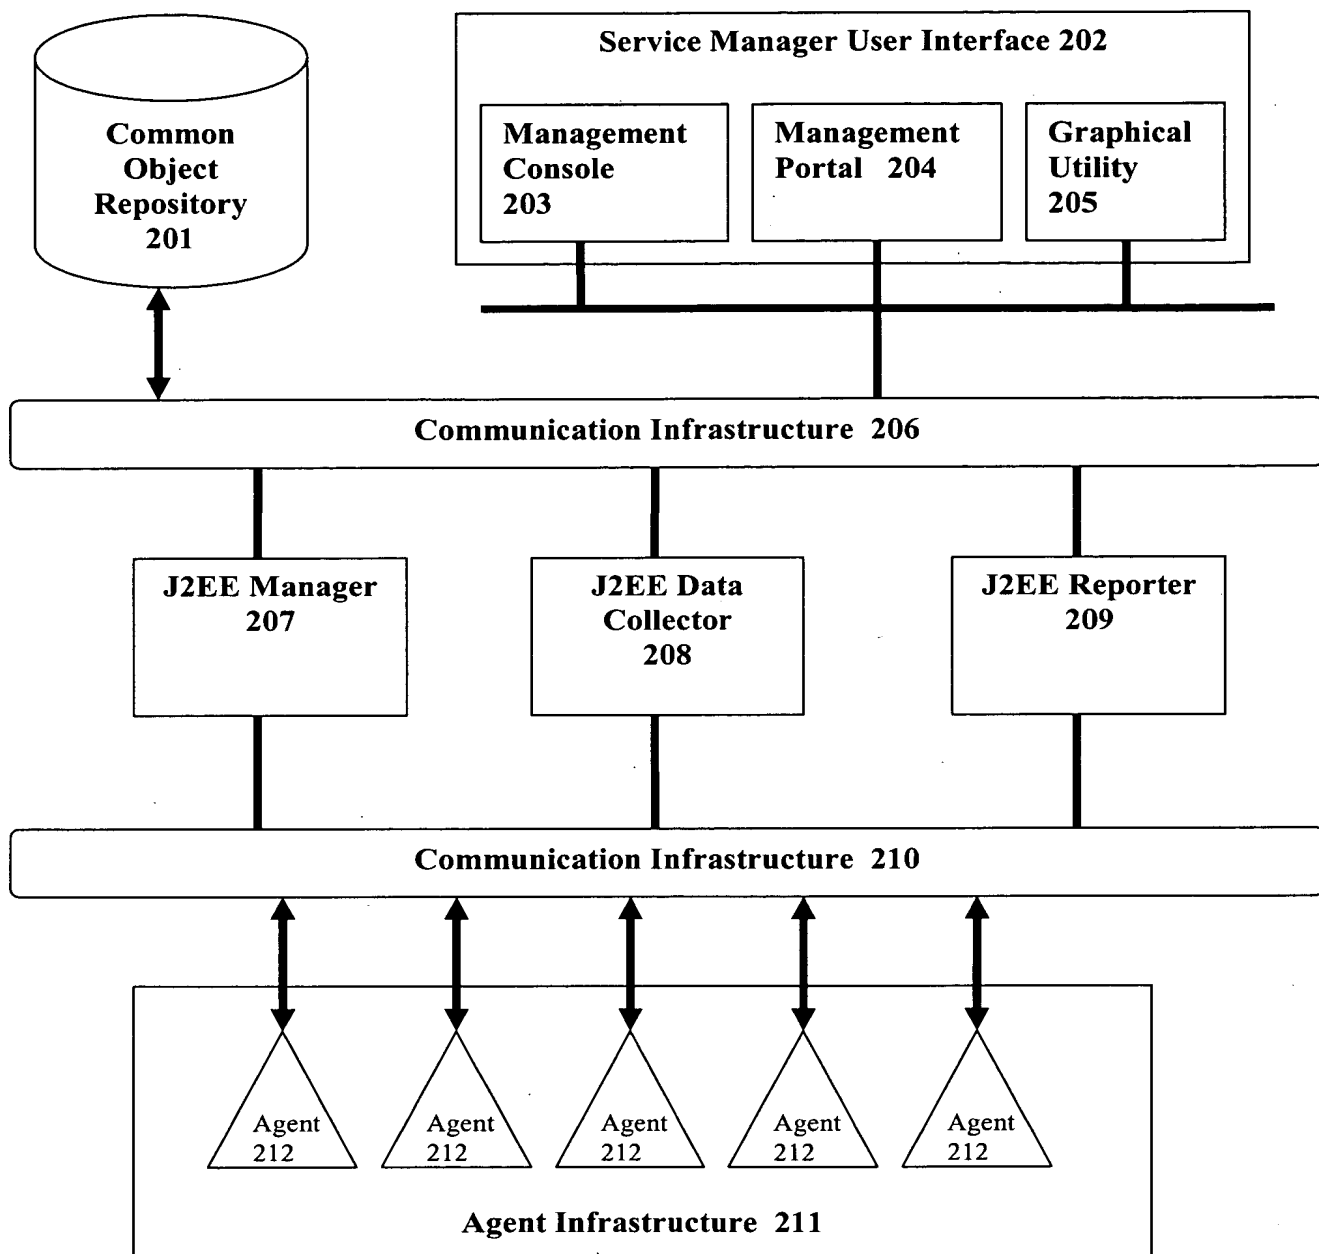 Service Manager User Interface 202
Common
Object
Repository
201
Management
Console
203
Management
Portal 204
Graphical
Utility
205
Communication Infrastructure 206
J2EE Manager
207
J2EE Data
Collector
208
J2EE Reporter
209
Communication Infrastructure 210
Agent
212
Agent
212
Agent
212
Agent
212
Agent
212
Agent Infrastructure 211